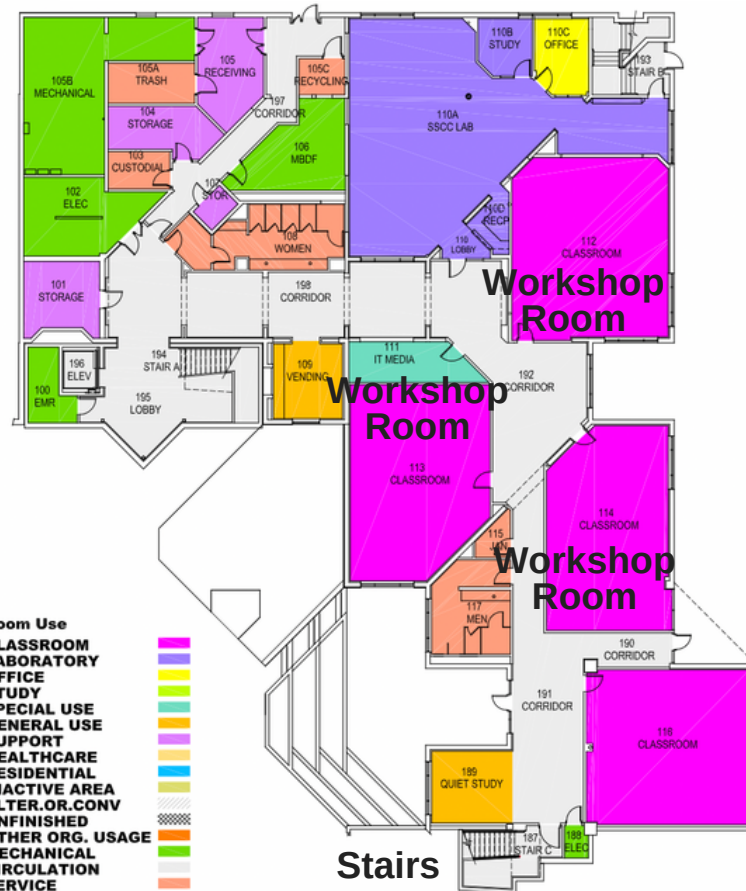 110B
STUDY
110C
OFFICE
193
STAIR B
105
RECEIVING
105A
TRASH
105B
MECHANICAL
105C
RECYCLING
197
CORRIDOR
110A
SSCC LAB
104
STORAGE
106
MBDF
103
CUSTODIAL
102
ELEC
STOR
110D
RECP
108
WOMEN
110
LOBBY
112
CLASSROOM
Workshop
Room
101
STORAGE
198
CORRIDOR
111
IT MEDIA
194
STAIR A
196
ELEV
109
VENDING
192
CORRIDOR
100
EMR
195
LOBBY
Workshop
Room
113
CLASSROOM
114
CLASSROOM
115
JAN
Workshop
Room
117
MEN
190
CORRIDOR
191
CORRIDOR
116
CLASSROOM
189
QUIET STUDY
187
STAIR C
188
ELEC
Stairs
oom Use
LASSROOM
ABORATORY
FFICE
TUDY
PECIAL USE
ENERAL USE
UPPORT
EALTHCARE
ESIDENTIAL
NACTIVE AREA
LTER.OR.CONV
NFINISHED
THER ORG. USAGE
ECHANICAL
IRCULATION
ERVICE